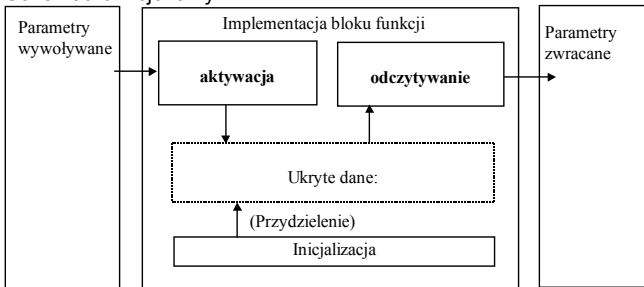 Parametry
wywoływane
Implementacja bloku funkcji
Parametry
zwracane
aktywacja
odczytywanie
Ukryte dane:
(Przydzielenie)
Inicjalizacja